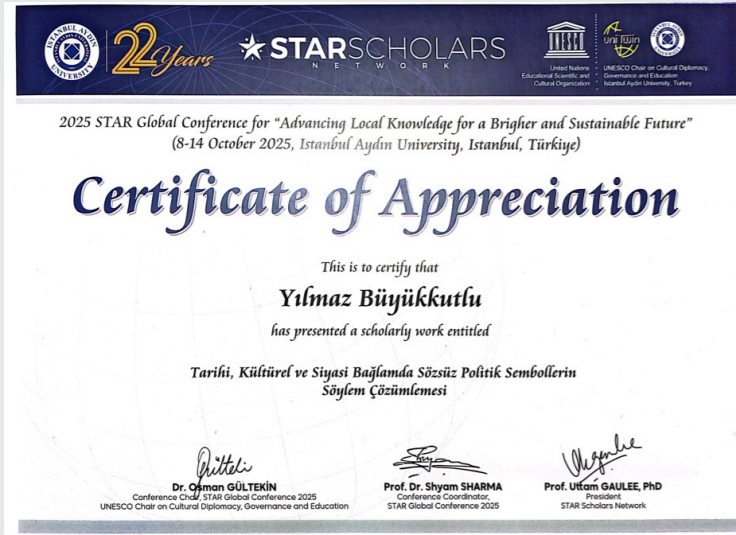 ISTANBUL AYDIN UNIVERSITY
22 Years
STARSCHOLARS
NETWORK
UNESCO
United Nations
Educational Scientific and
Cultural Organization
uni Twin
UNESCO Chair on Cultural Diplomacy,
Governance and Education
Istanbul Aydın University, Turkey
2025 STAR Global Conference for “Advancing Local Knowledge for a Brigher and Sustainable Future”
(8-14 October 2025, Istanbul Aydın University, Istanbul, Türkiye)
Certificate of Appreciation
This is to certify that
Yılmaz Büyükkutlu
has presented a scholarly work entitled
Tarihi, Kültürel ve Siyasi Bağlamda Sözsüz Politik Sembollerin
Söylem Çözümlemesi
Dr. Osman GÜLTEKİN
Conference Chair, STAR Global Conference 2025
UNESCO Chair on Cultural Diplomacy, Governance and Education
Prof. Dr. Shyam SHARMA
Conference Coordinator,
STAR Global Conference 2025
Prof. Uttam GAULEE, PhD
President
STAR Scholars Network